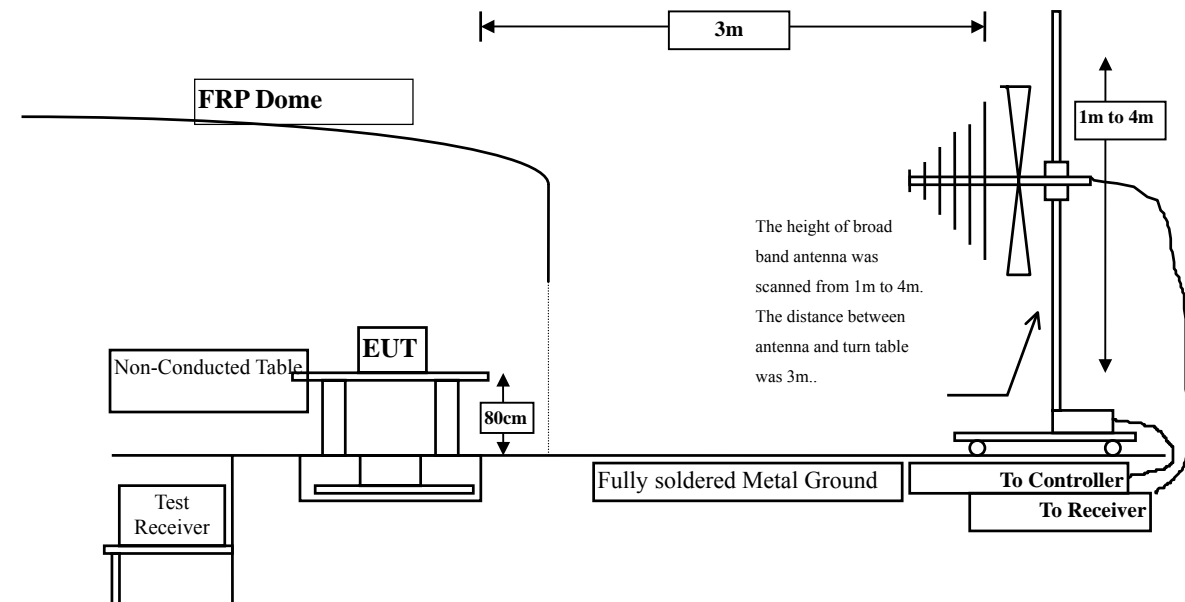 3m
FRP Dome
1m to 4m
The height of broad
band antenna was
scanned from 1m to 4m.
The distance between
antenna and turn table
was 3m..
EUT
Non-Conducted Table
80cm
Fully soldered Metal Ground
To Controller
To Receiver
Test
Receiver